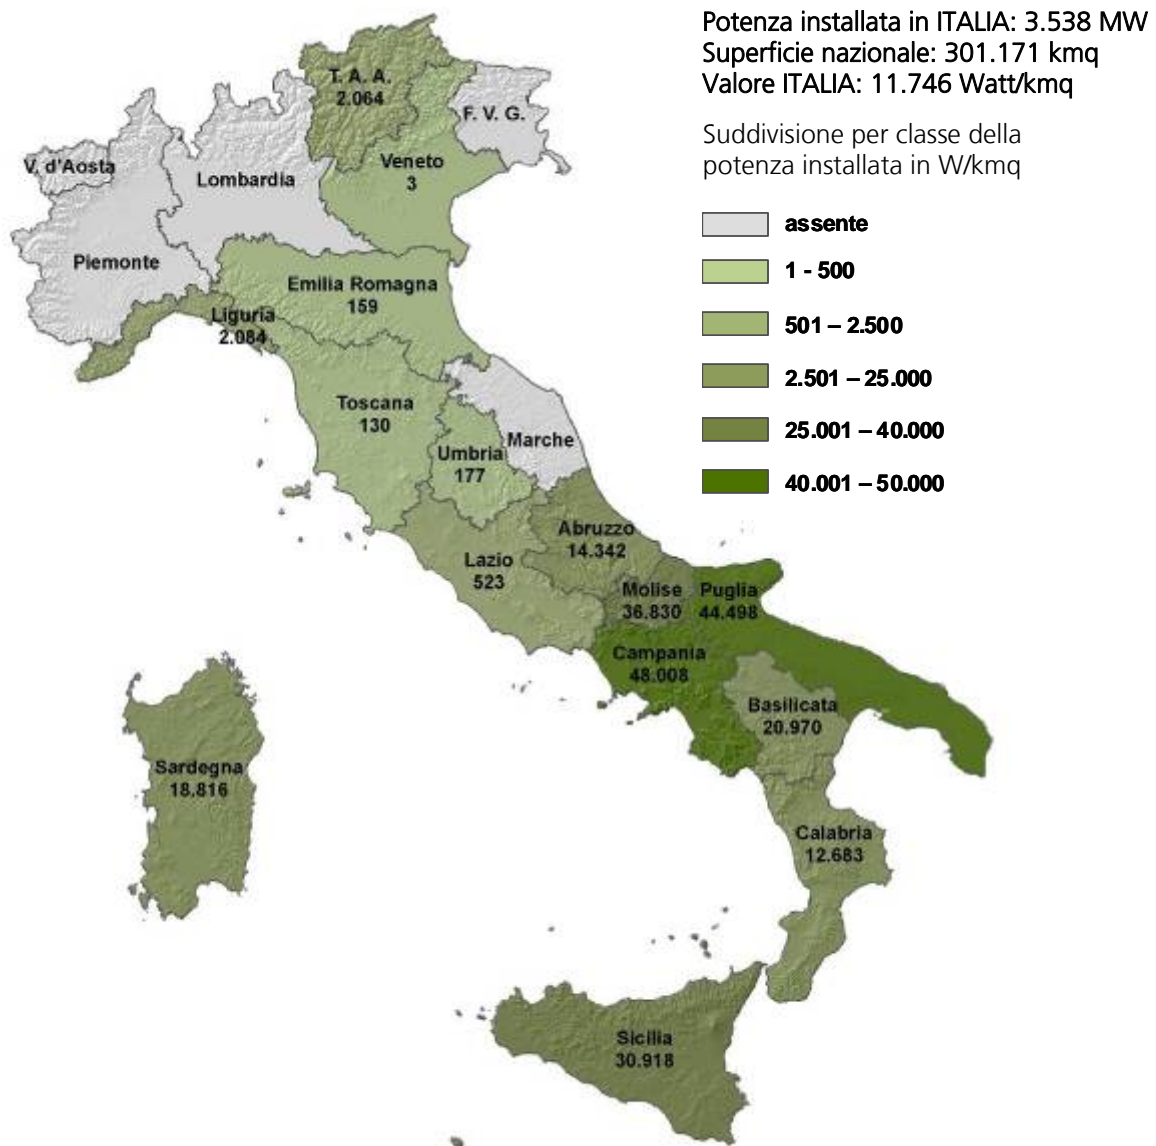 Potenza installata in ITALIA: 3.538 MW
Superficie nazionale: 301.171 kmq
Valore ITALIA: 11.746 Watt/kmq
Suddivisione per classe della
potenza installata in W/kmq
assente
1 - 500
501 – 2.500
2.501 – 25.000
25.001 – 40.000
40.001 – 50.000
T. A. A.
2.064
F. V. G.
V. d'Aosta
Lombardia
Veneto
3
Piemonte
Emilia Romagna
159
Liguria
2.084
Toscana
130
Umbria
177
Marche
Abruzzo
14.342
Lazio
523
Molise
36.830
Puglia
44.498
Campania
48.008
Basilicata
20.970
Sardegna
18.816
Calabria
12.683
Sicilia
30.918